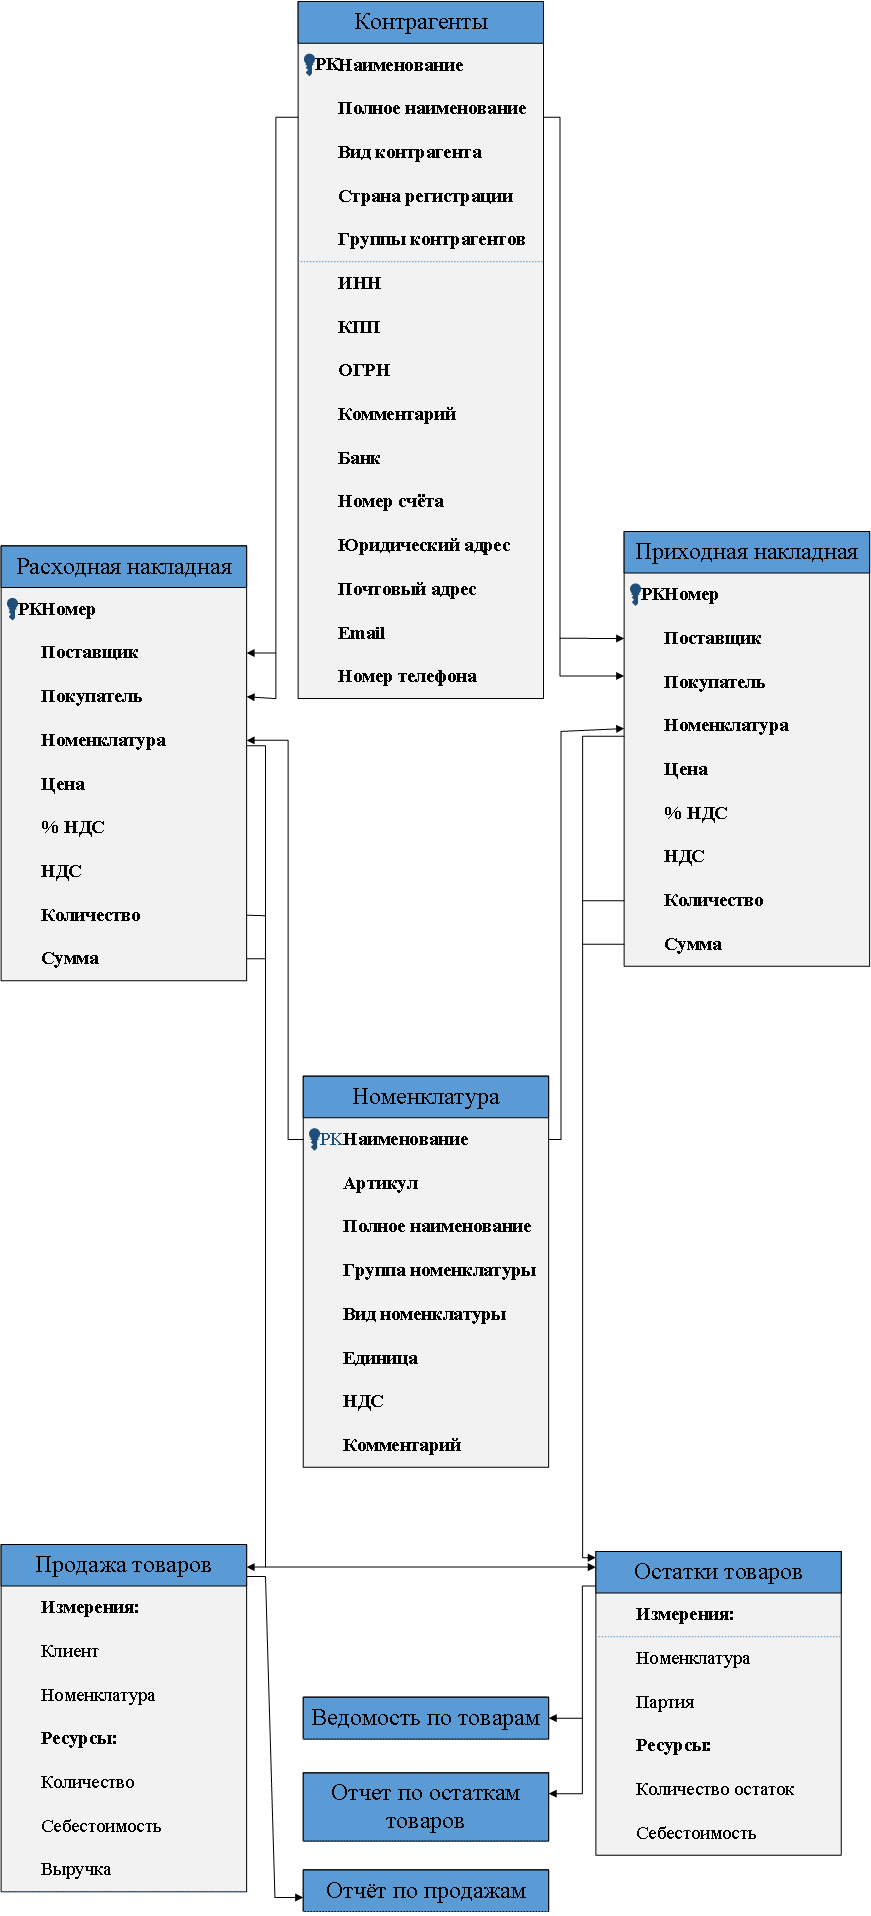 Контрагенты
PK Наименование
Полное наименование
Вид контрагента
Страна регистрации
Группы контрагентов
ИНН
КПП
ОГРН
Комментарий
Банк
Номер счёта
Юридический адрес
Почтовый адрес
Email
Номер телефона
Расходная накладная
PK Номер
Поставщик
Покупатель
Номенклатура
Цена
% НДС
НДС
Количество
Сумма
Приходная накладная
PK Номер
Поставщик
Покупатель
Номенклатура
Цена
% НДС
НДС
Количество
Сумма
Номенклатура
PK Наименование
Артикул
Полное наименование
Группа номенклатуры
Вид номенклатуры
Единица
НДС
Комментарий
Продажа товаров
Измерения:
Клиент
Номенклатура
Ресурсы:
Количество
Себестоимость
Выручка
Остатки товаров
Измерения:
Номенклатура
Партия
Ресурсы:
Количество остаток
Себестоимость
Ведомость по товарам
Отчет по остаткам
товаров
Отчёт по продажам